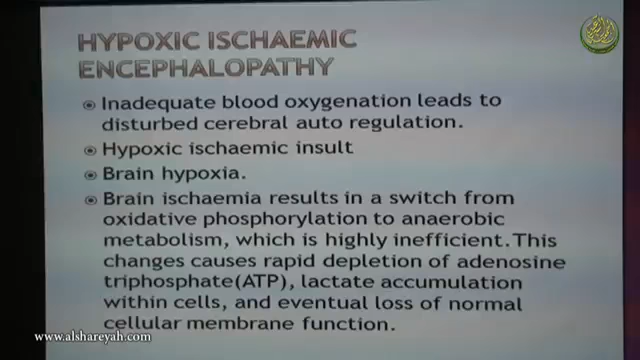 HYPOXIC ISCHAEMIC
ENCEPHALOPATHY
Inadequate blood oxygenation leads to
disturbed cerebral auto regulation.
Hypoxic ischaemic insult
Brain hypoxia.
Brain ischaemia results in a switch from
oxidative phosphorylation to anaerobic
metabolism, which is highly inefficient. This
changes causes rapid depletion of adenosine
triphosphate(ATP), lactate accumulation
within cells, and eventual loss of normal
cellular membrane function.
www.alshareyah.com